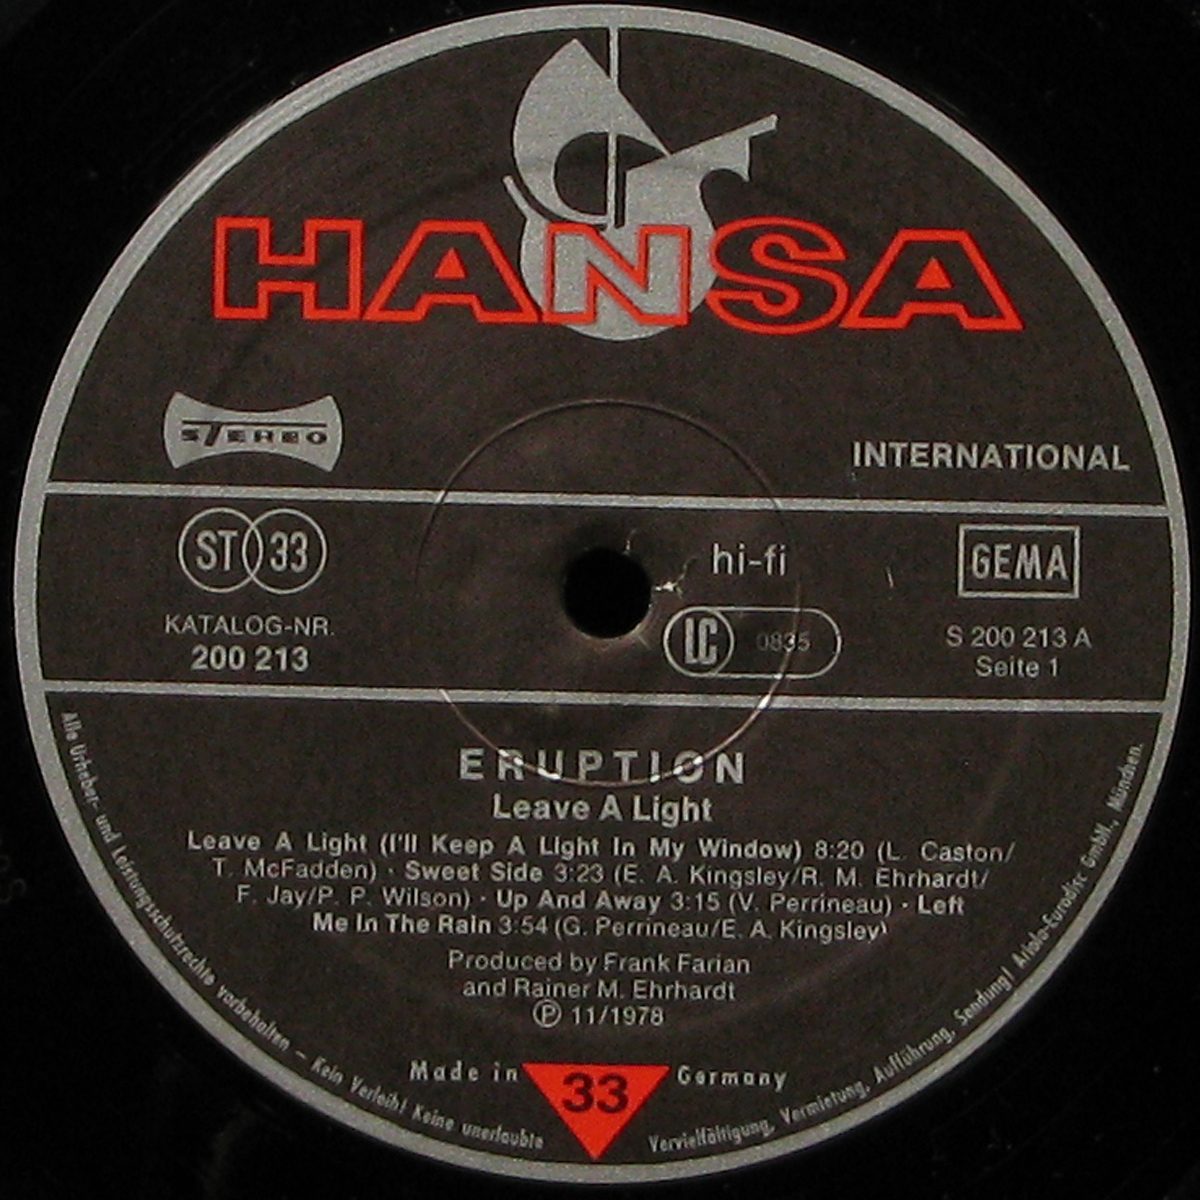 HANSA
STEREO
INTERNATIONAL
ST 33
hi-fi
GEMA
KATALOG-NR.
200 213
LC 0835
S 200 213 A
Seite 1
ERUPTION
Leave A Light
Leave A Light (I'll Keep A Light In My Window) 8:20 (L. Caston/
T. McFadden) · Sweet Side 3:23 (E. A. Kingsley/R. M. Ehrhardt/
F. Jay/P. P. Wilson) · Up And Away 3:15 (V. Perrineau) · Left
Me In The Rain 3:54 (G. Perrineau/E. A. Kingsley)
Produced by Frank Farian
and Rainer M. Ehrhardt
Ⓟ 11/1978
Made in 33 Germany
Alle Urheber- und Leistungsschutzrechte vorbehalten – Kein Verleih! Keine unerlaubte Vervielfältigung, Vermietung, Aufführung, Sendung! Ariola-Eurodisc GmbH., München.